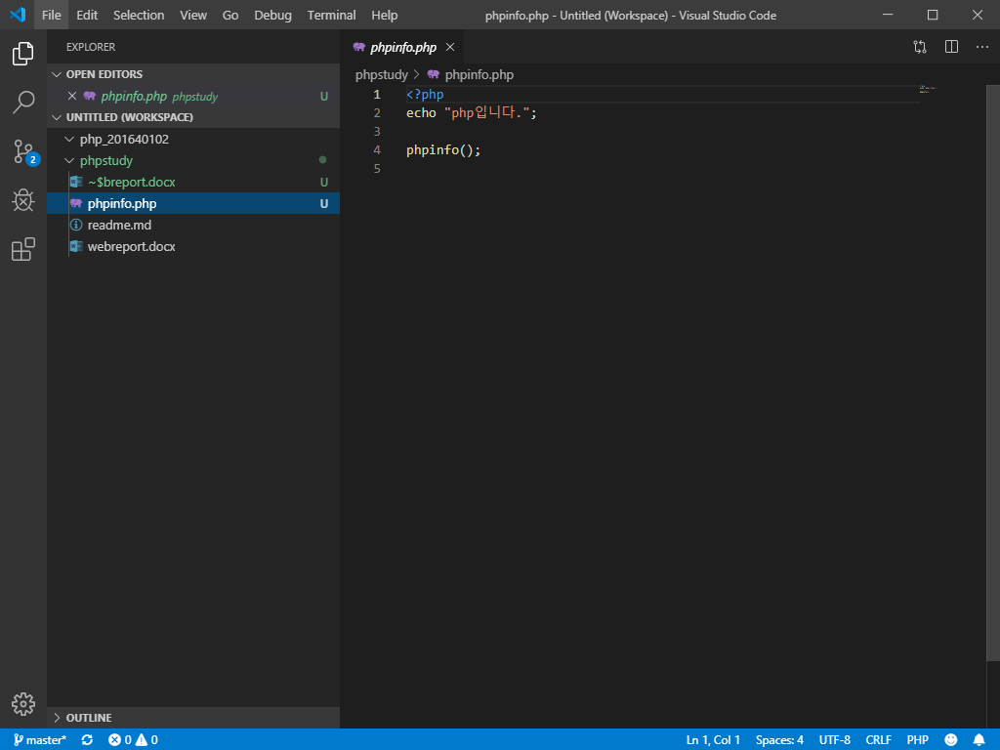 File Edit Selection View Go Debug Terminal Help phpinfo.php - Untitled (Workspace) - Visual Studio Code
EXPLORER
phpinfo.php
OPEN EDITORS
phpinfo.php phpstudy U
UNTITLED (WORKSPACE)
php_201640102
phpstudy
~$breport.docx U
phpinfo.php U
readme.md
webreport.docx
2
OUTLINE
phpstudy > phpinfo.php
1 <?php
2 echo "php입니다.";
3
4 phpinfo();
5
master* 0 0 Ln 1, Col 1 Spaces: 4 UTF-8 CRLF PHP